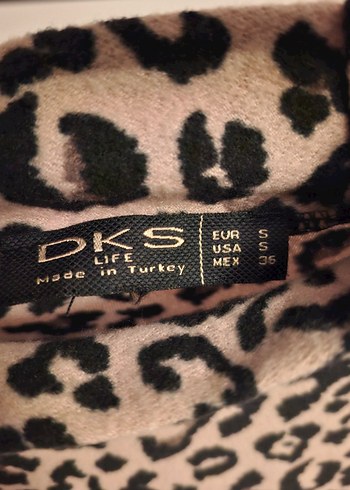 DKS
LIFE
Made in Turkey
EUR S
USA S
MEX 36